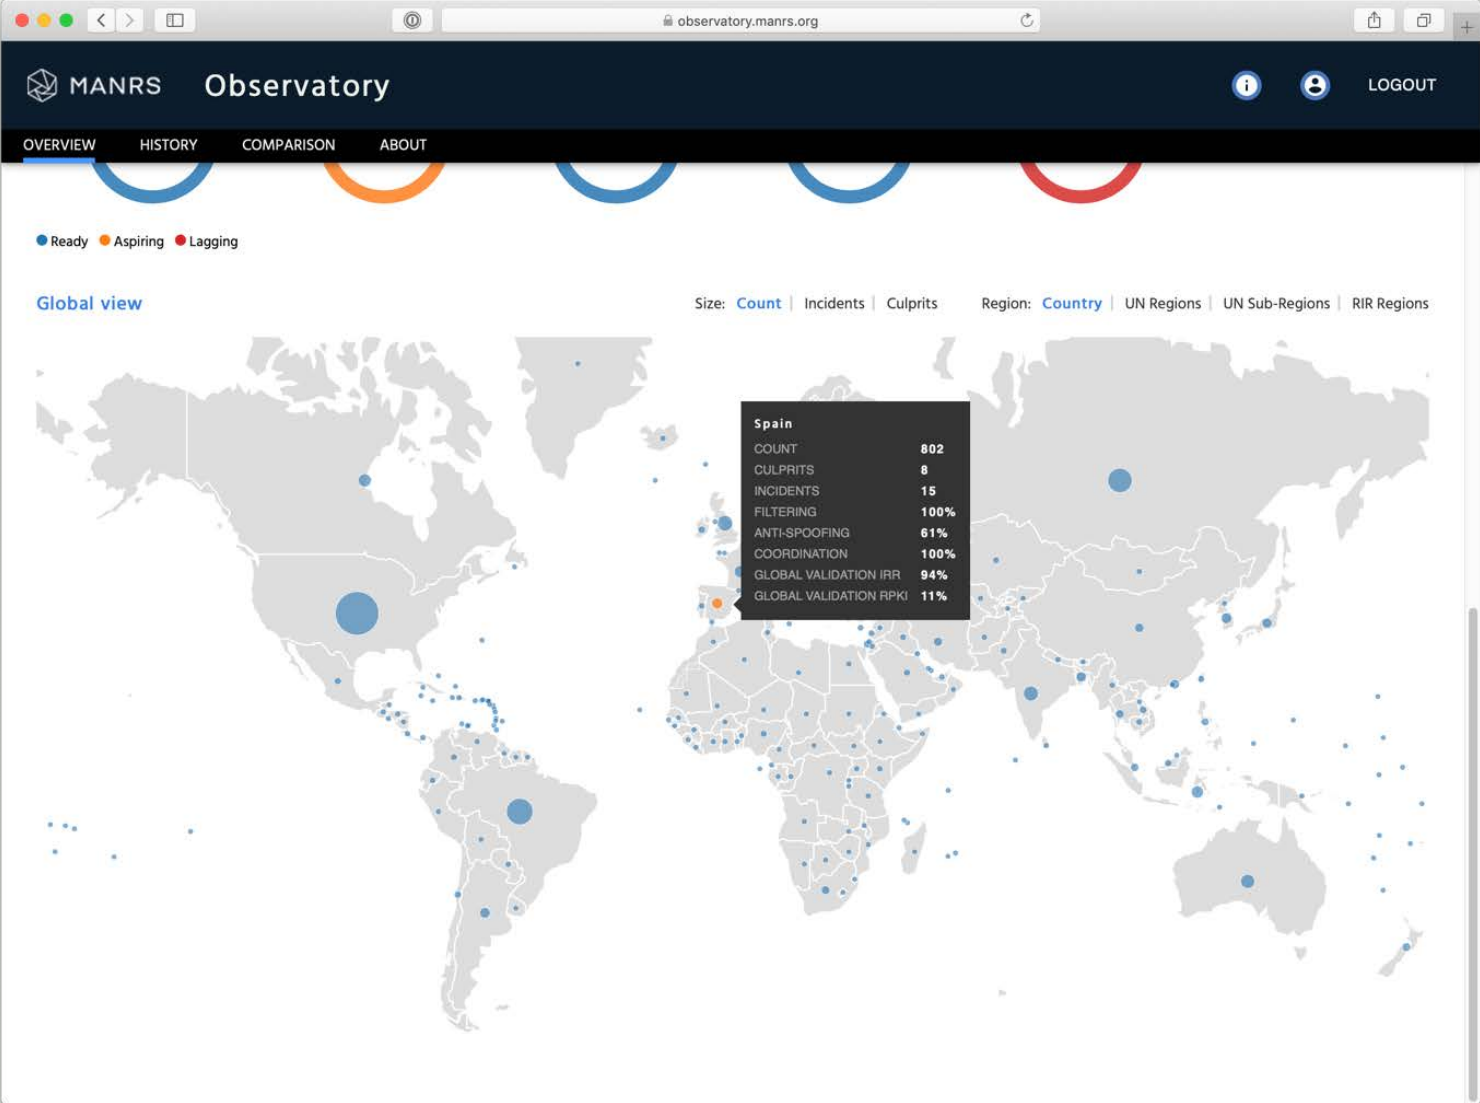 observatory.manrs.org
MANRS Observatory LOGOUT
OVERVIEW HISTORY COMPARISON ABOUT
Ready Aspiring Lagging
Global view Size: Count | Incidents | Culprits Region: Country | UN Regions | UN Sub-Regions | RIR Regions
Spain
COUNT 802
CULPRITS 8
INCIDENTS 15
FILTERING 100%
ANTI-SPOOFING 61%
COORDINATION 100%
GLOBAL VALIDATION IRR 94%
GLOBAL VALIDATION RPKI 11%